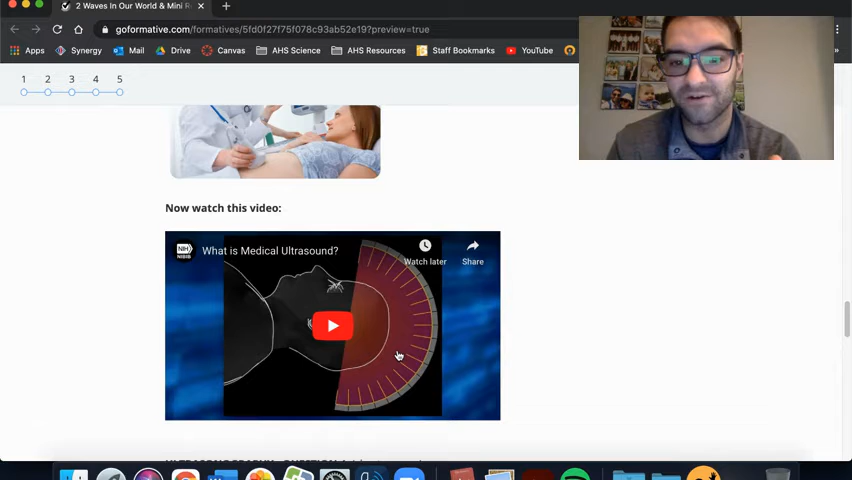 2 Waves In Our World & Mini R
goformative.com/formatives/5fd0f27f75f078c93ab52e19?preview=true
Apps Synergy Mail Drive Canvas AHS Science AHS Resources Staff Bookmarks YouTube
1 2 3 4 5
Now watch this video:
NIH
NIBIB
What is Medical Ultrasound?
Watch later
Share